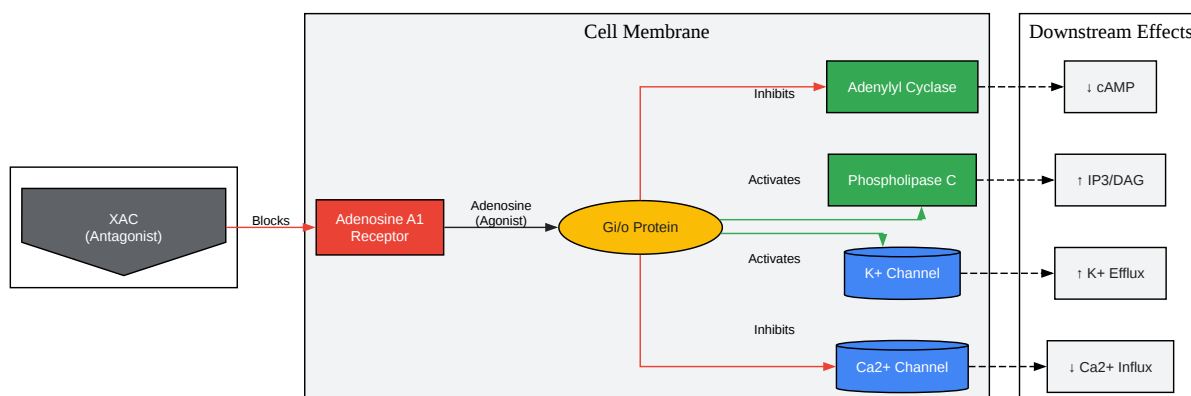 Cell Membrane
Downstream Effects
Adenylyl Cyclase
↓ cAMP
Inhibits
Phospholipase C
↑ IP3/DAG
Activates
XAC
(Antagonist)
Blocks
Adenosine A1
Receptor
Adenosine
(Agonist)
Gi/o Protein
Activates
K+ Channel
↑ K+ Efflux
Inhibits
Ca2+ Channel
↓ Ca2+ Influx